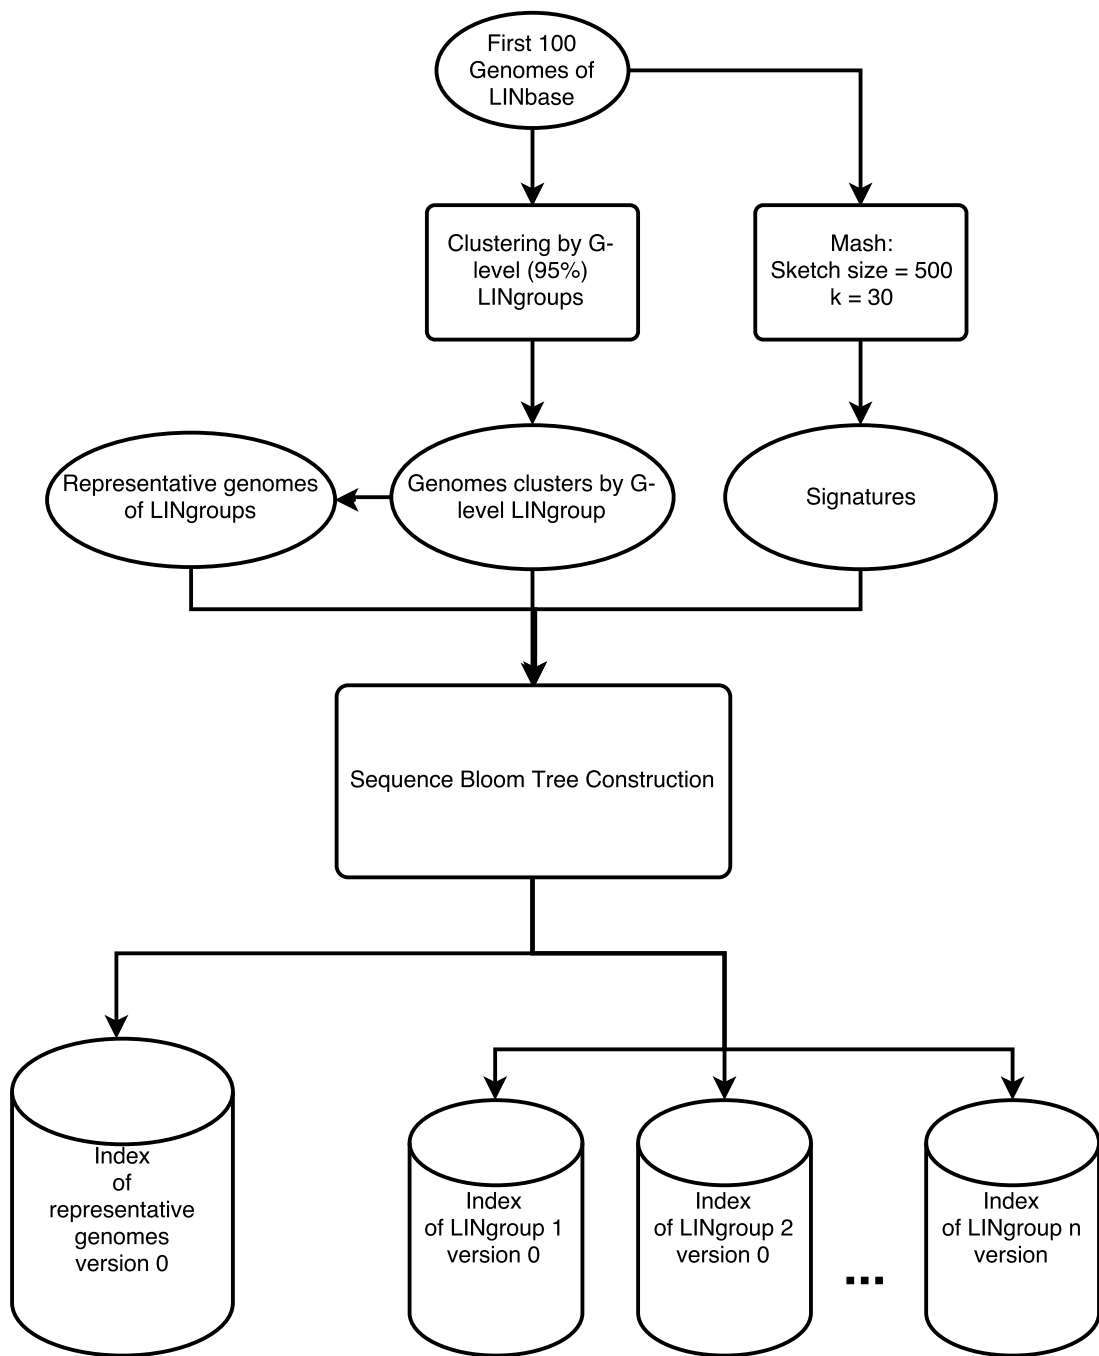 First 100
Genomes of
LINbase
Clustering by G-
level (95%)
LINgroups
Mash:
Sketch size = 500
k = 30
Representative genomes
of LINgroups
Genomes clusters by G-
level LINgroup
Signatures
Sequence Bloom Tree Construction
Index
of
representative
genomes
version 0
Index
of LINgroup 1
version 0
Index
of LINgroup 2
version 0
...
Index
of LINgroup n
version